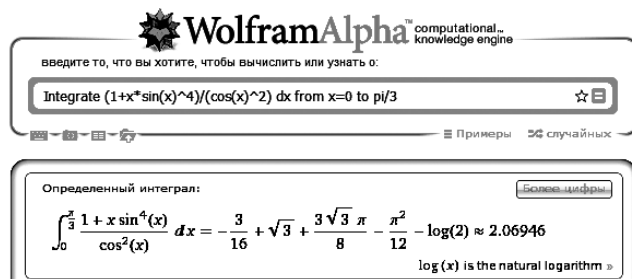 WolframAlpha™ computational... knowledge engine
введите то, что вы хотите, чтобы вычислить или узнать о:
Integrate (1+x*sin(x)^4)/(cos(x)^2) dx from x=0 to pi/3
Примеры случайных
Определенный интеграл: Более цифры
∫₀^(π/3) (1 + x sin⁴(x))/(cos²(x)) dx = −3/16 + √3 + (3√3 π)/8 − π²/12 − log(2) ≈ 2.06946
log(x) is the natural logarithm »